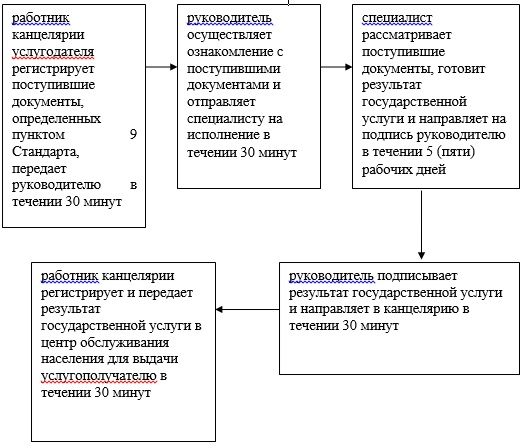 работник
канцелярии
услугодателя
регистрирует
поступившие
документы,
определенных
пунктом 9
Стандарта,
передает
руководителю в
течении 30 минут
руководитель
осуществляет
ознакомление с
поступившими
документами и
отправляет
специалисту на
исполнение в
течении 30 минут
специалист
рассматривает
поступившие
документы, готовит
результат
государственной
услуги и направляет на
подпись руководителю
в течении 5 (пяти)
рабочих дней
руководитель подписывает
результат государственной услуги
и направляет в канцелярию в
течении 30 минут
работник канцелярии
регистрирует и передает
результат
государственной услуги в
центр обслуживания
населения для выдачи
услугополучателю в
течении 30 минут